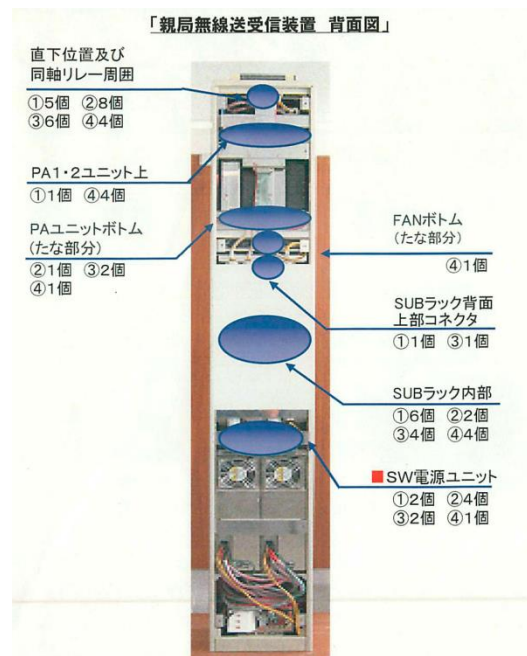 「親局無線送受信装置 背面図」
直下位置及び
同軸リレー周囲
①5個 ②8個
③6個 ④4個
PA1・2ユニット上
①1個 ④4個
PAユニットボトム
(たな部分)
②1個 ③2個
④1個
FANボトム
(たな部分)
④1個
SUBラック背面
上部コネクタ
①1個 ③1個
SUBラック内部
①6個 ②2個
③4個 ④4個
■SW電源ユニット
①2個 ②4個
③2個 ④1個